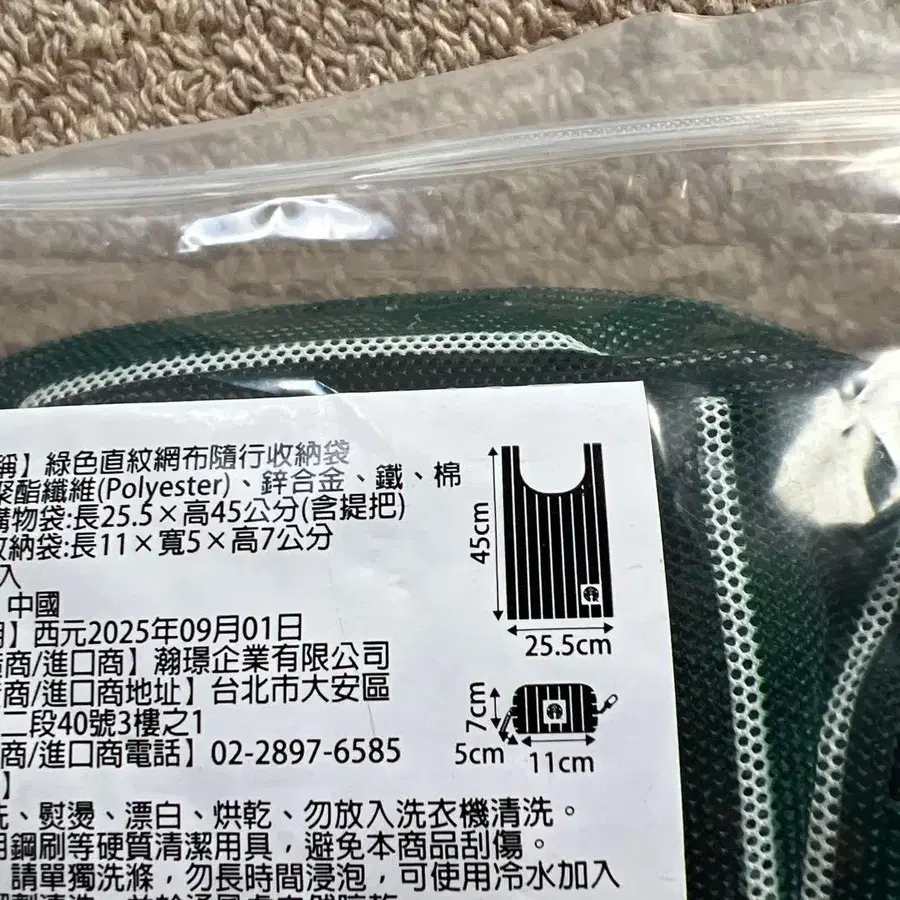 稱】綠色直紋網布隨行收納袋
聚酯纖維(Polyester)、鋅合金、鐵、棉
購物袋:長25.5×高45公分(含提把)
收納袋:長11×寬5×高7公分
入
中國
】西元2025年09月01日
商/進口商】瀚璟企業有限公司
商/進口商地址】台北市大安區
二段40號3樓之1
商/進口商電話】02-2897-6585
】
洗、熨燙、漂白、烘乾、勿放入洗衣機清洗。
用鋼刷等硬質清潔用具，避免本商品刮傷。
請單獨洗滌，勿長時間浸泡，可使用冷水加入
45cm
25.5cm
7cm
5cm
11cm